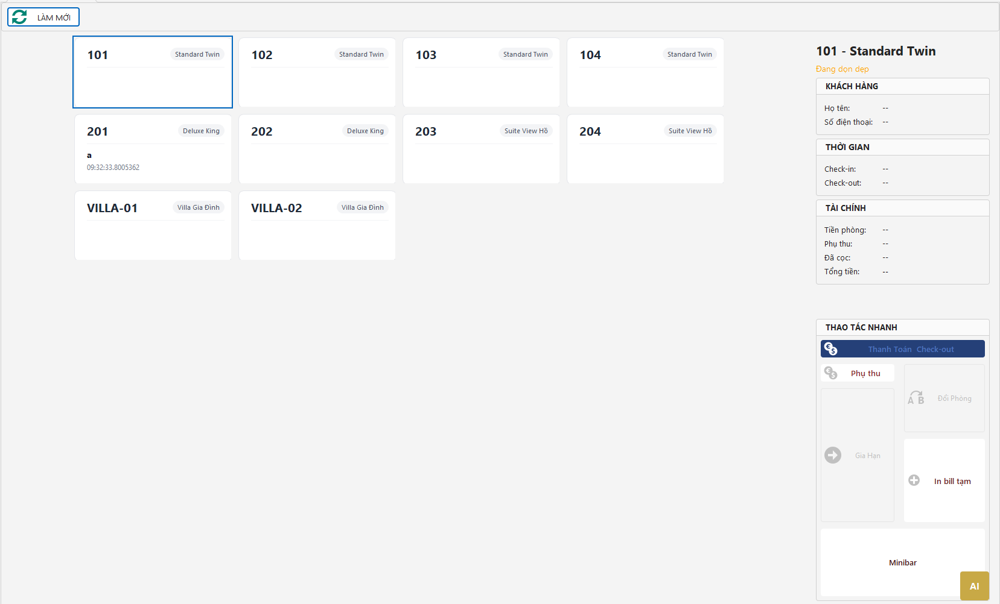 LÀM MỚI
101 Standard Twin
102 Standard Twin
103 Standard Twin
104 Standard Twin
201 Deluxe King
a
09:32:33.8005362
202 Deluxe King
203 Suite View Hồ
204 Suite View Hồ
VILLA-01 Villa Gia Đình
VILLA-02 Villa Gia Đình
101 - Standard Twin
Đang dọn dẹp
KHÁCH HÀNG
Họ tên: --
Số điện thoại: --
THỜI GIAN
Check-in: --
Check-out: --
TÀI CHÍNH
Tiền phòng: --
Phụ thu: --
Đã cọc: --
Tổng tiền: --
THAO TÁC NHANH
Thanh Toán Check-out
Phụ thu
A B Đổi Phòng
Gia Hạn
In bill tạm
Minibar
AI